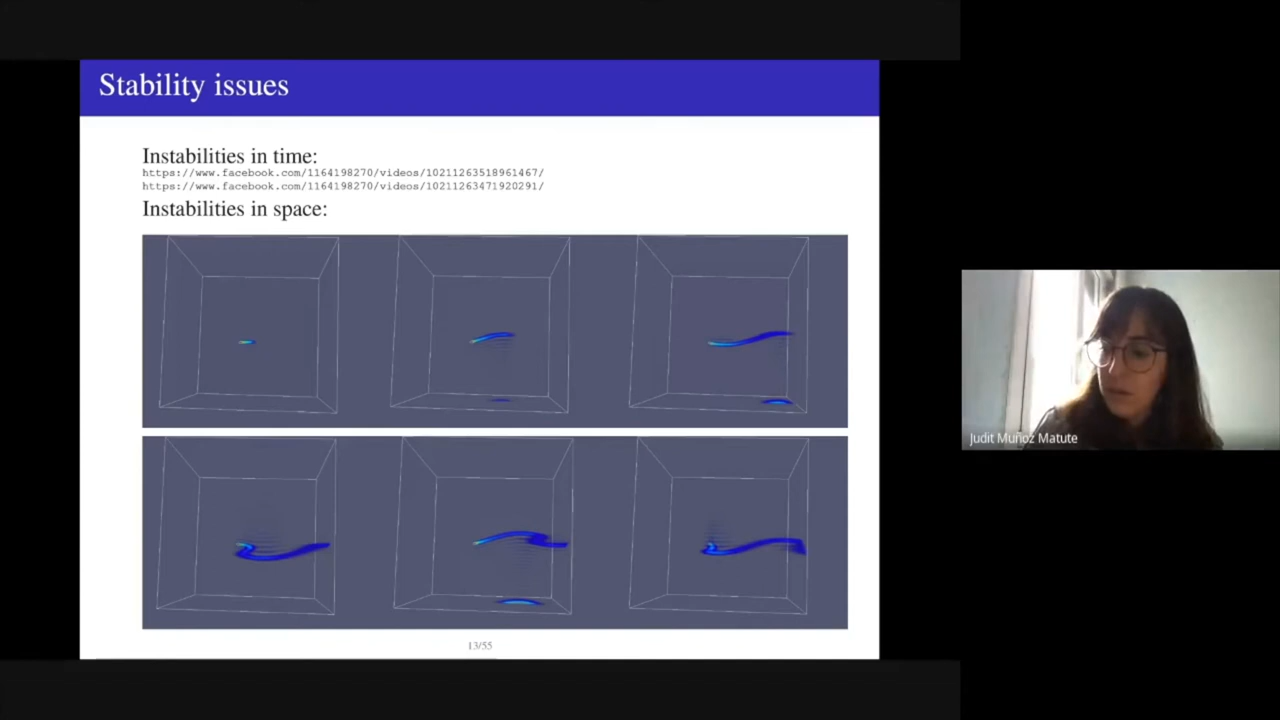 Stability issues
Instabilities in time:
https://www.facebook.com/1164198270/videos/10211263518961467/
https://www.facebook.com/1164198270/videos/10211263471920291/
Instabilities in space:
13/55
Judit Muñoz Matute